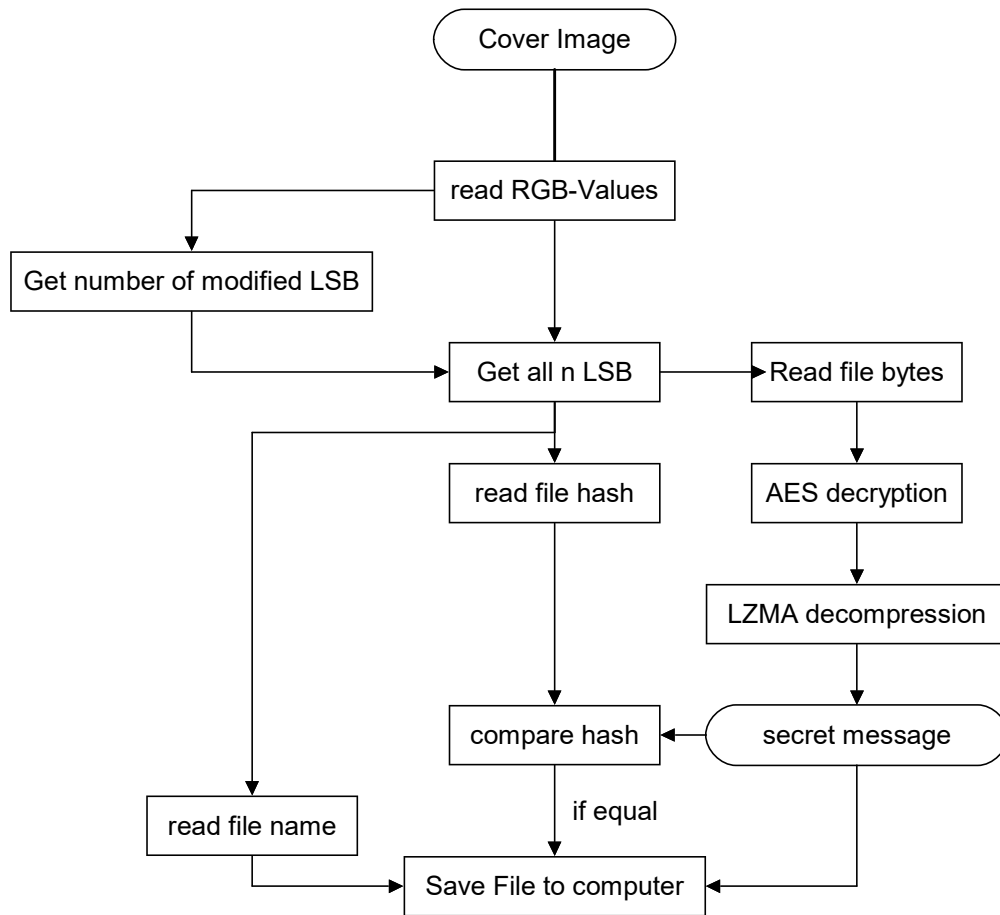 Cover Image
read RGB-Values
Get number of modified LSB
Get all n LSB
Read file bytes
read file hash
AES decryption
LZMA decompression
compare hash
secret message
if equal
read file name
Save File to computer